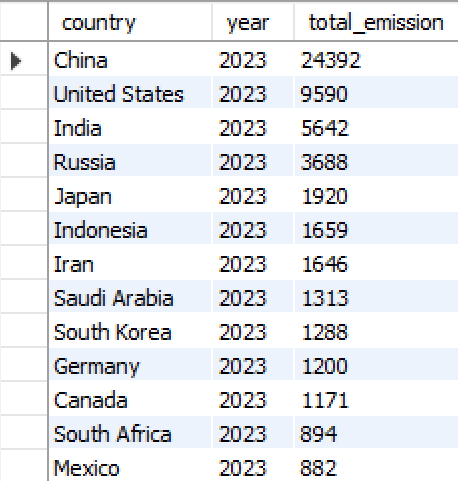 country year total_emission
China 2023 24392
United States 2023 9590
India 2023 5642
Russia 2023 3688
Japan 2023 1920
Indonesia 2023 1659
Iran 2023 1646
Saudi Arabia 2023 1313
South Korea 2023 1288
Germany 2023 1200
Canada 2023 1171
South Africa 2023 894
Mexico 2023 882